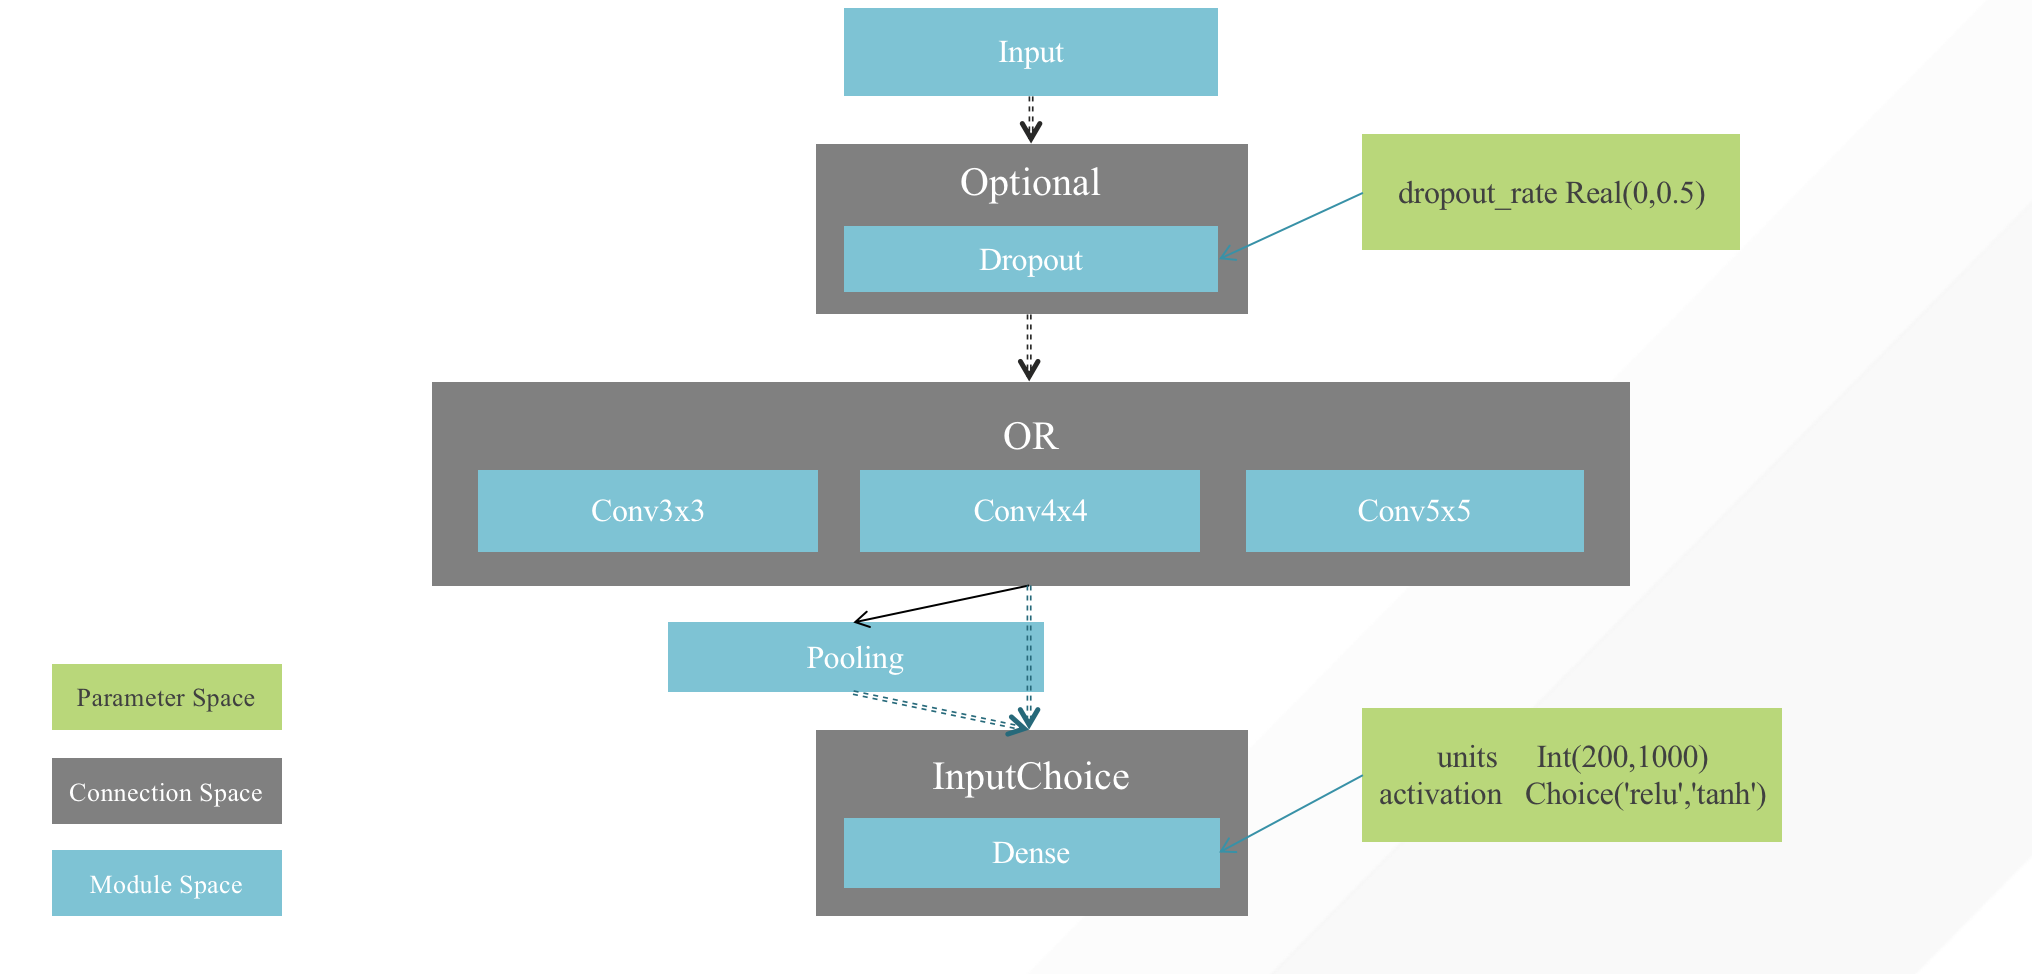 Input
Optional
Dropout
dropout_rate Real(0,0.5)
OR
Conv3x3
Conv4x4
Conv5x5
Pooling
InputChoice
Dense
units Int(200,1000)
activation Choice('relu','tanh')
Parameter Space
Connection Space
Module Space